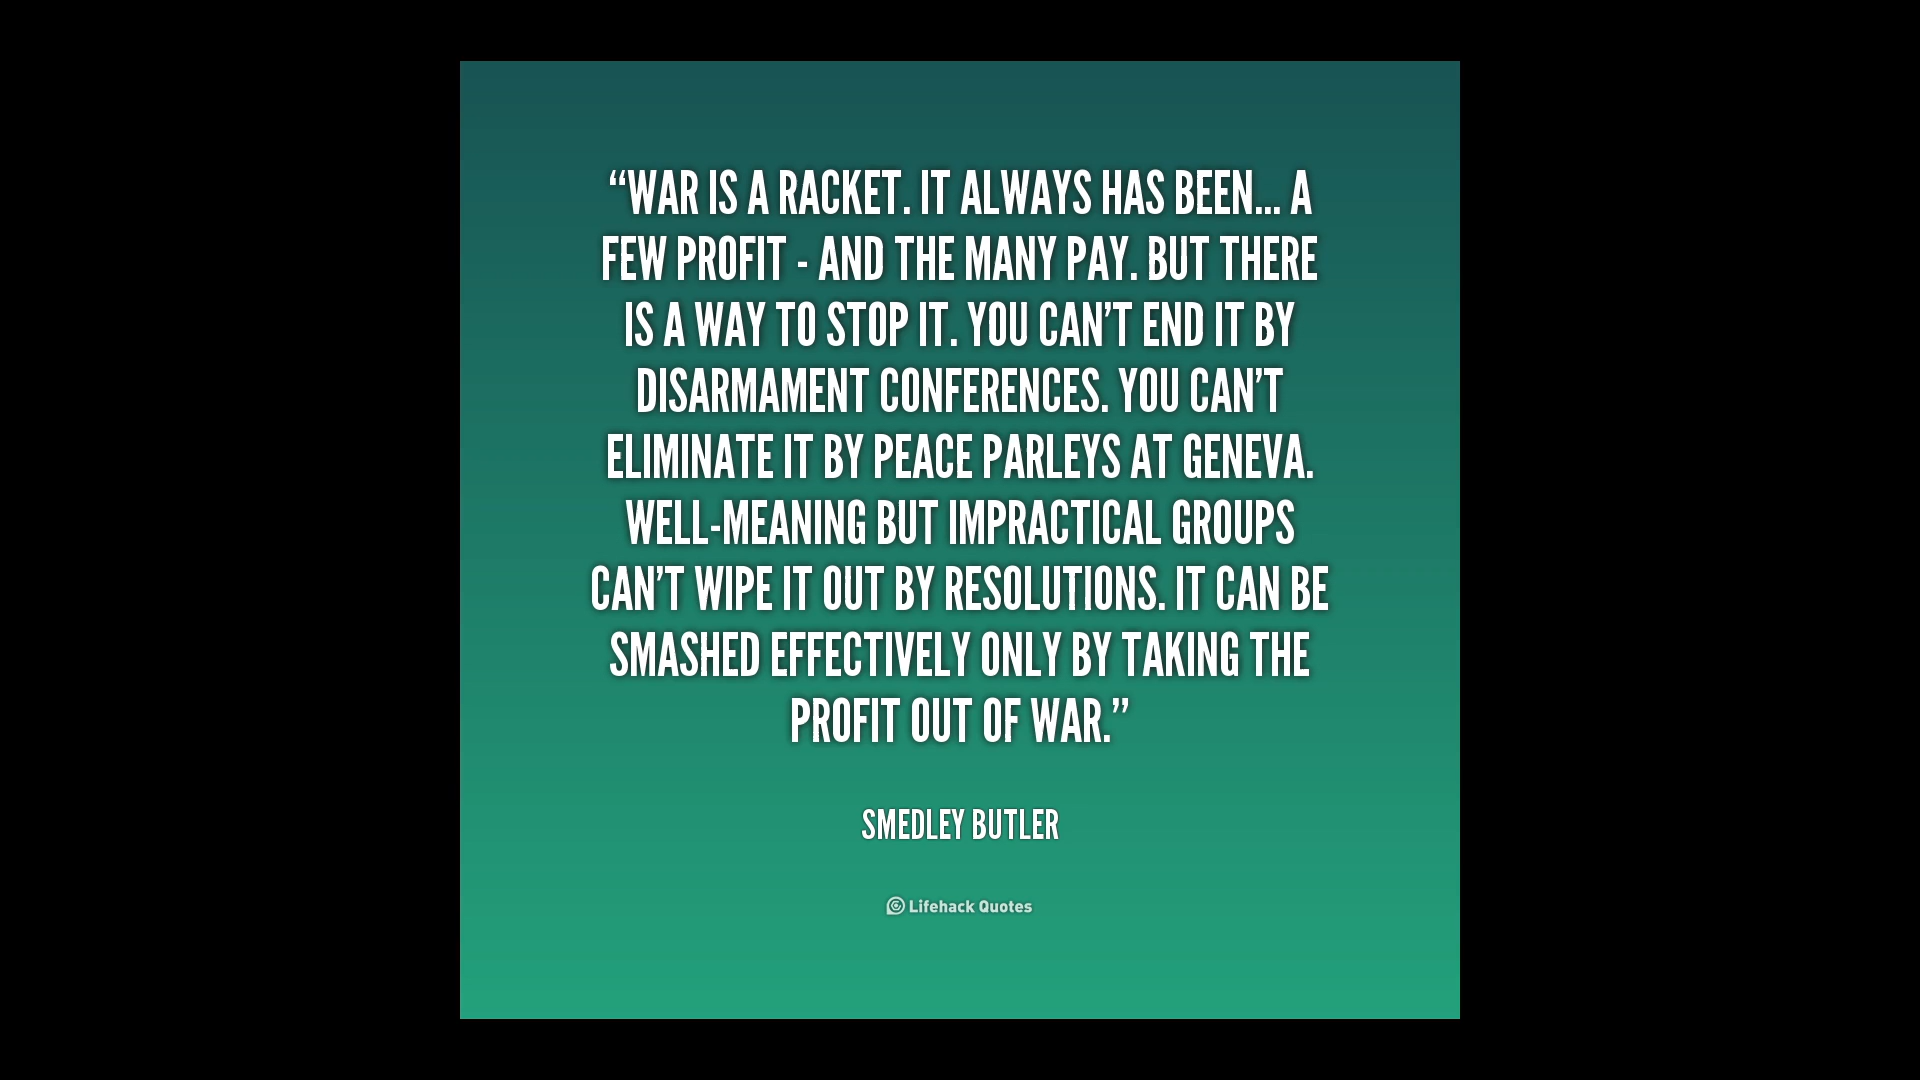 “WAR IS A RACKET. IT ALWAYS HAS BEEN... A
FEW PROFIT - AND THE MANY PAY. BUT THERE
IS A WAY TO STOP IT. YOU CAN’T END IT BY
DISARMAMENT CONFERENCES. YOU CAN’T
ELIMINATE IT BY PEACE PARLEYS AT GENEVA.
WELL-MEANING BUT IMPRACTICAL GROUPS
CAN’T WIPE IT OUT BY RESOLUTIONS. IT CAN BE
SMASHED EFFECTIVELY ONLY BY TAKING THE
PROFIT OUT OF WAR.”
SMEDLEY BUTLER
Lifehack Quotes